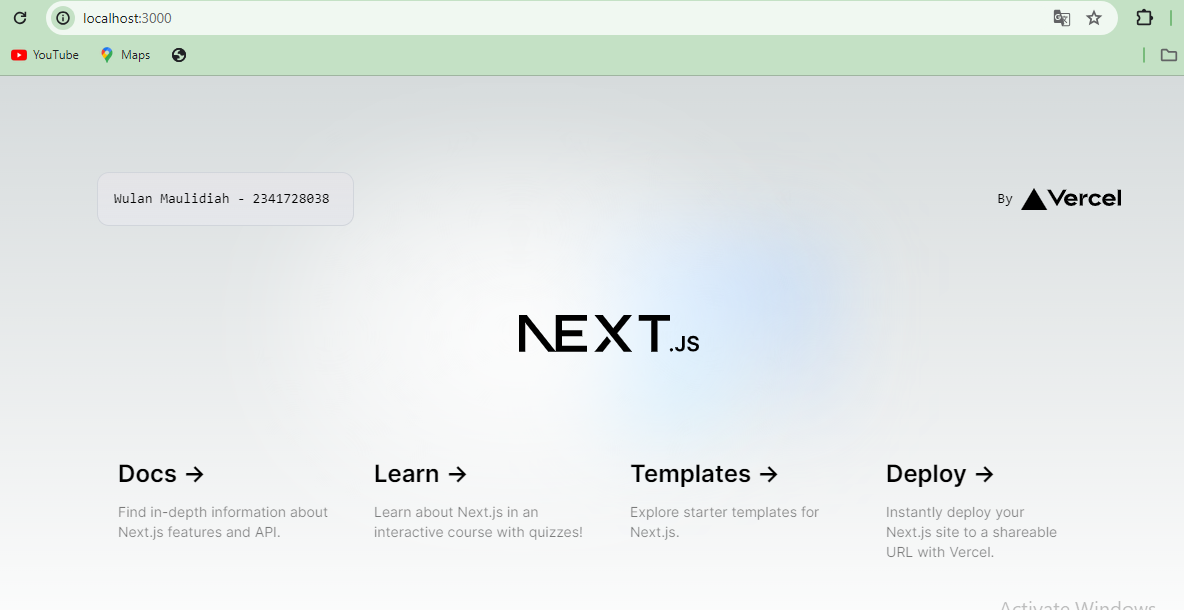 localhost:3000
YouTube
Maps
Wulan Maulidiah - 2341728038
By Vercel
NEXT.JS
Docs →
Find in-depth information about
Next.js features and API.
Learn →
Learn about Next.js in an
interactive course with quizzes!
Templates →
Explore starter templates for
Next.js.
Deploy →
Instantly deploy your
Next.js site to a shareable
URL with Vercel.
Activate Windows